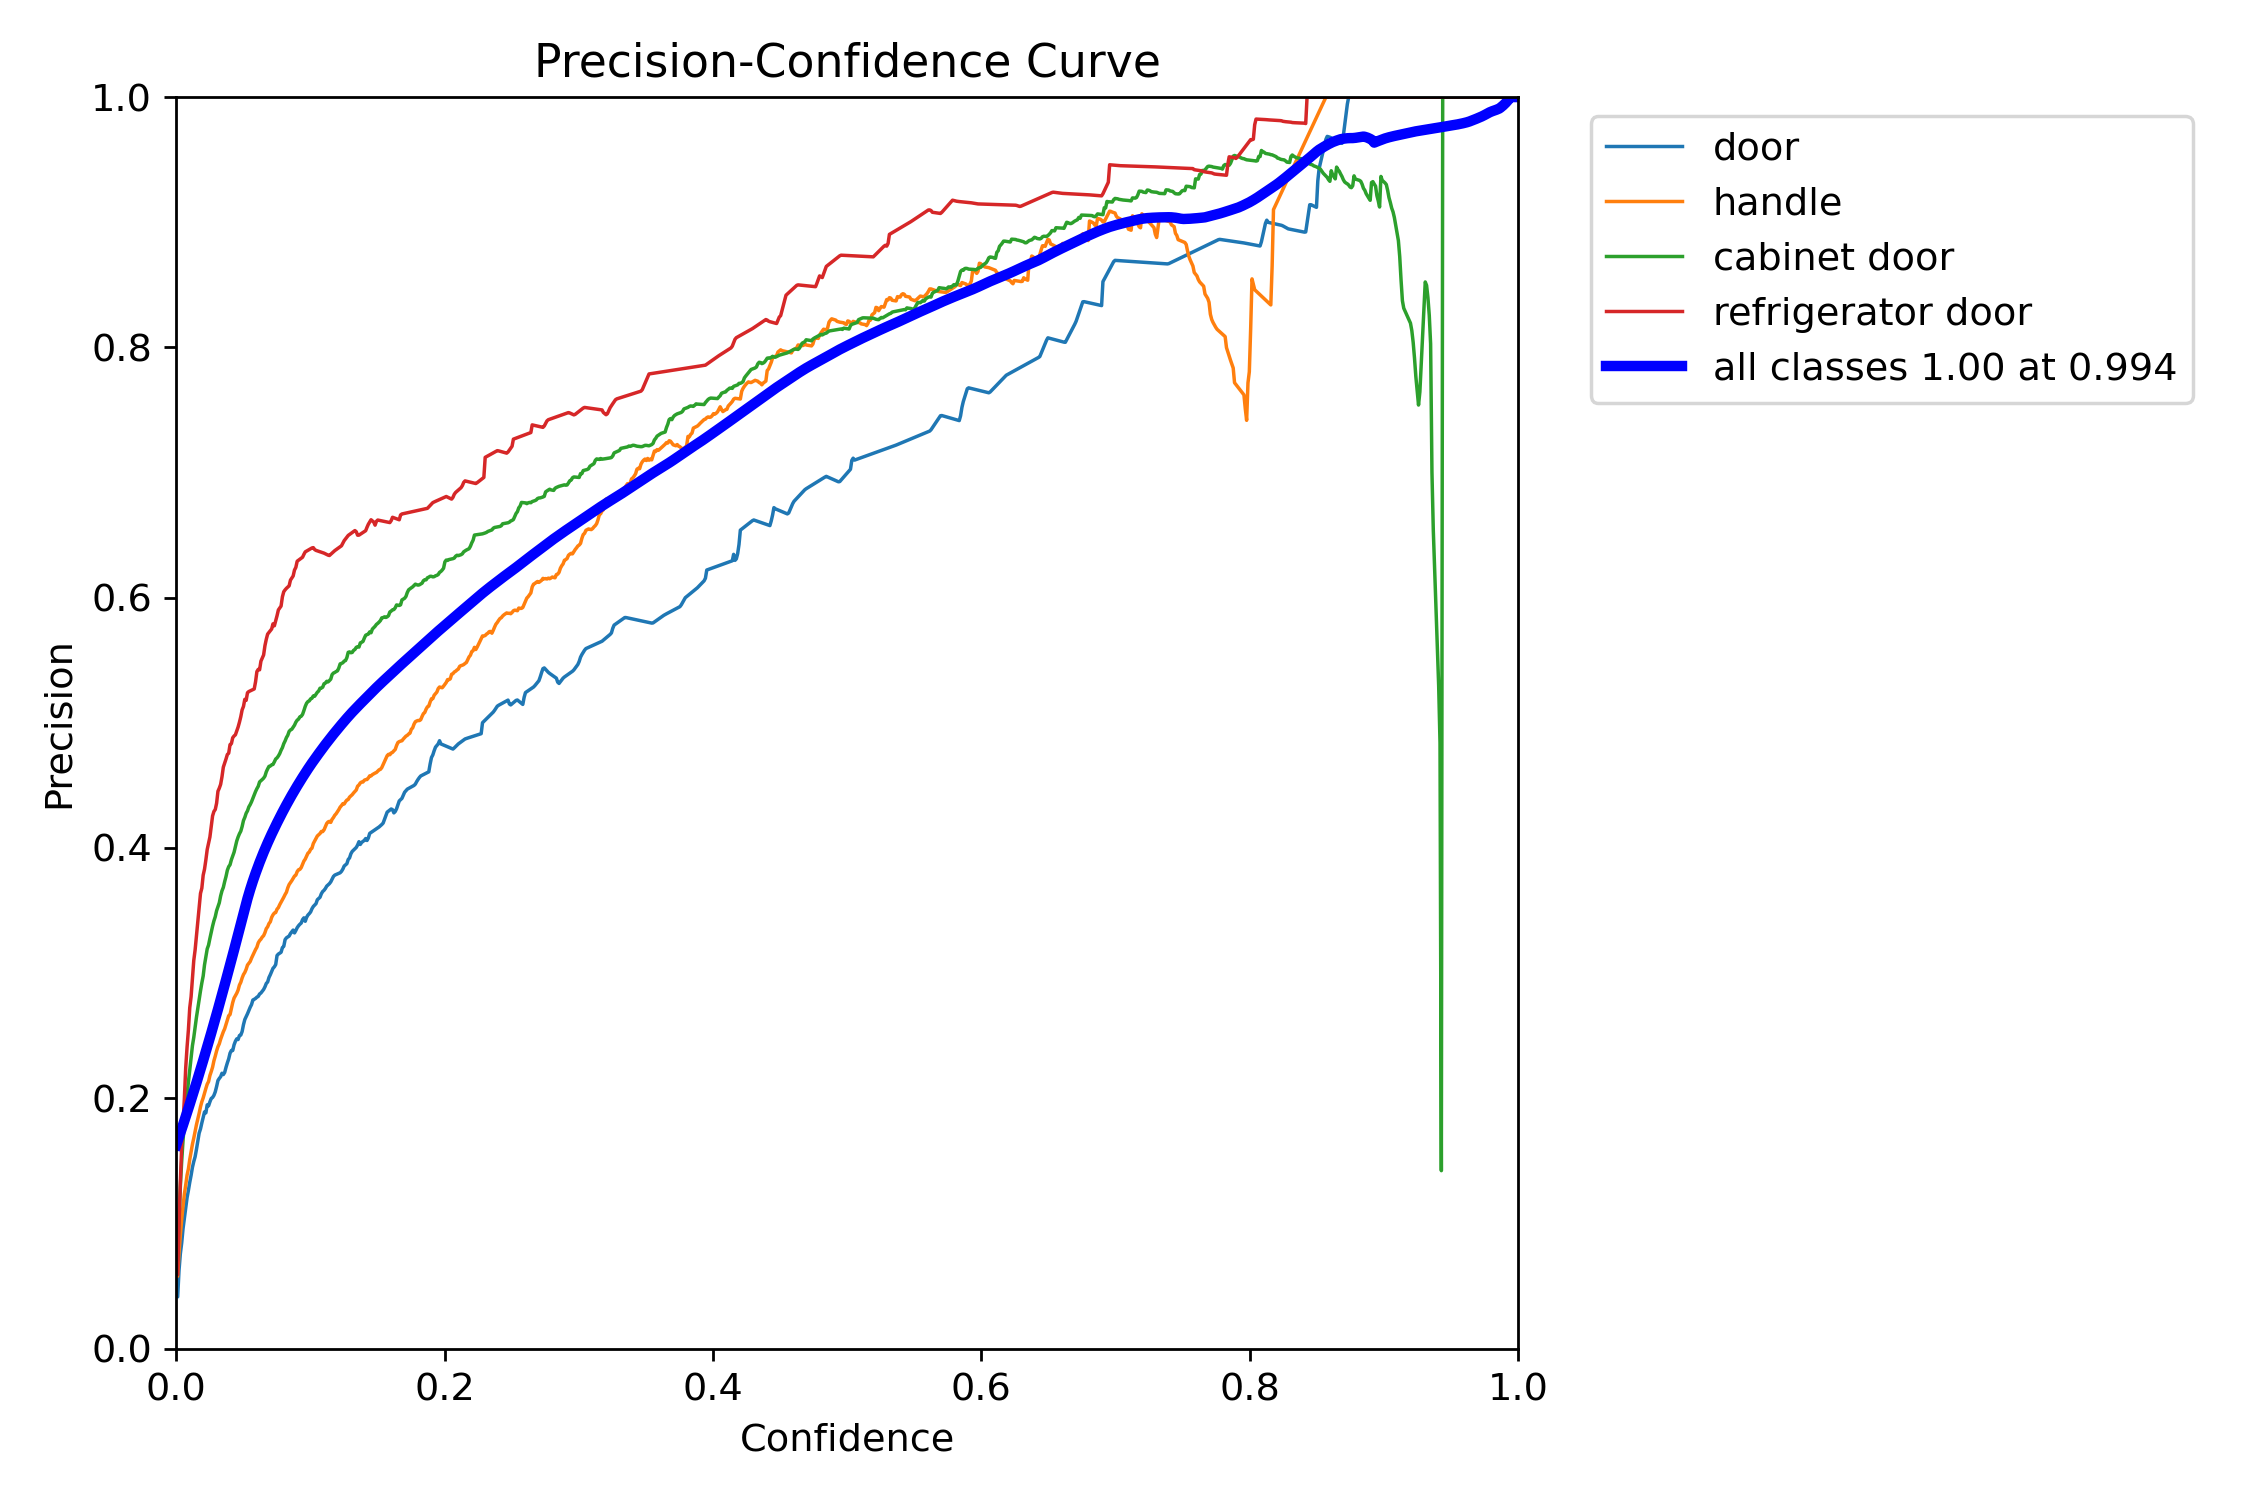 Precision-Confidence Curve
1.0
0.8
0.6
0.4
0.2
0.0
Precision
0.0 0.2 0.4 0.6 0.8 1.0
Confidence
door
handle
cabinet door
refrigerator door
all classes 1.00 at 0.994